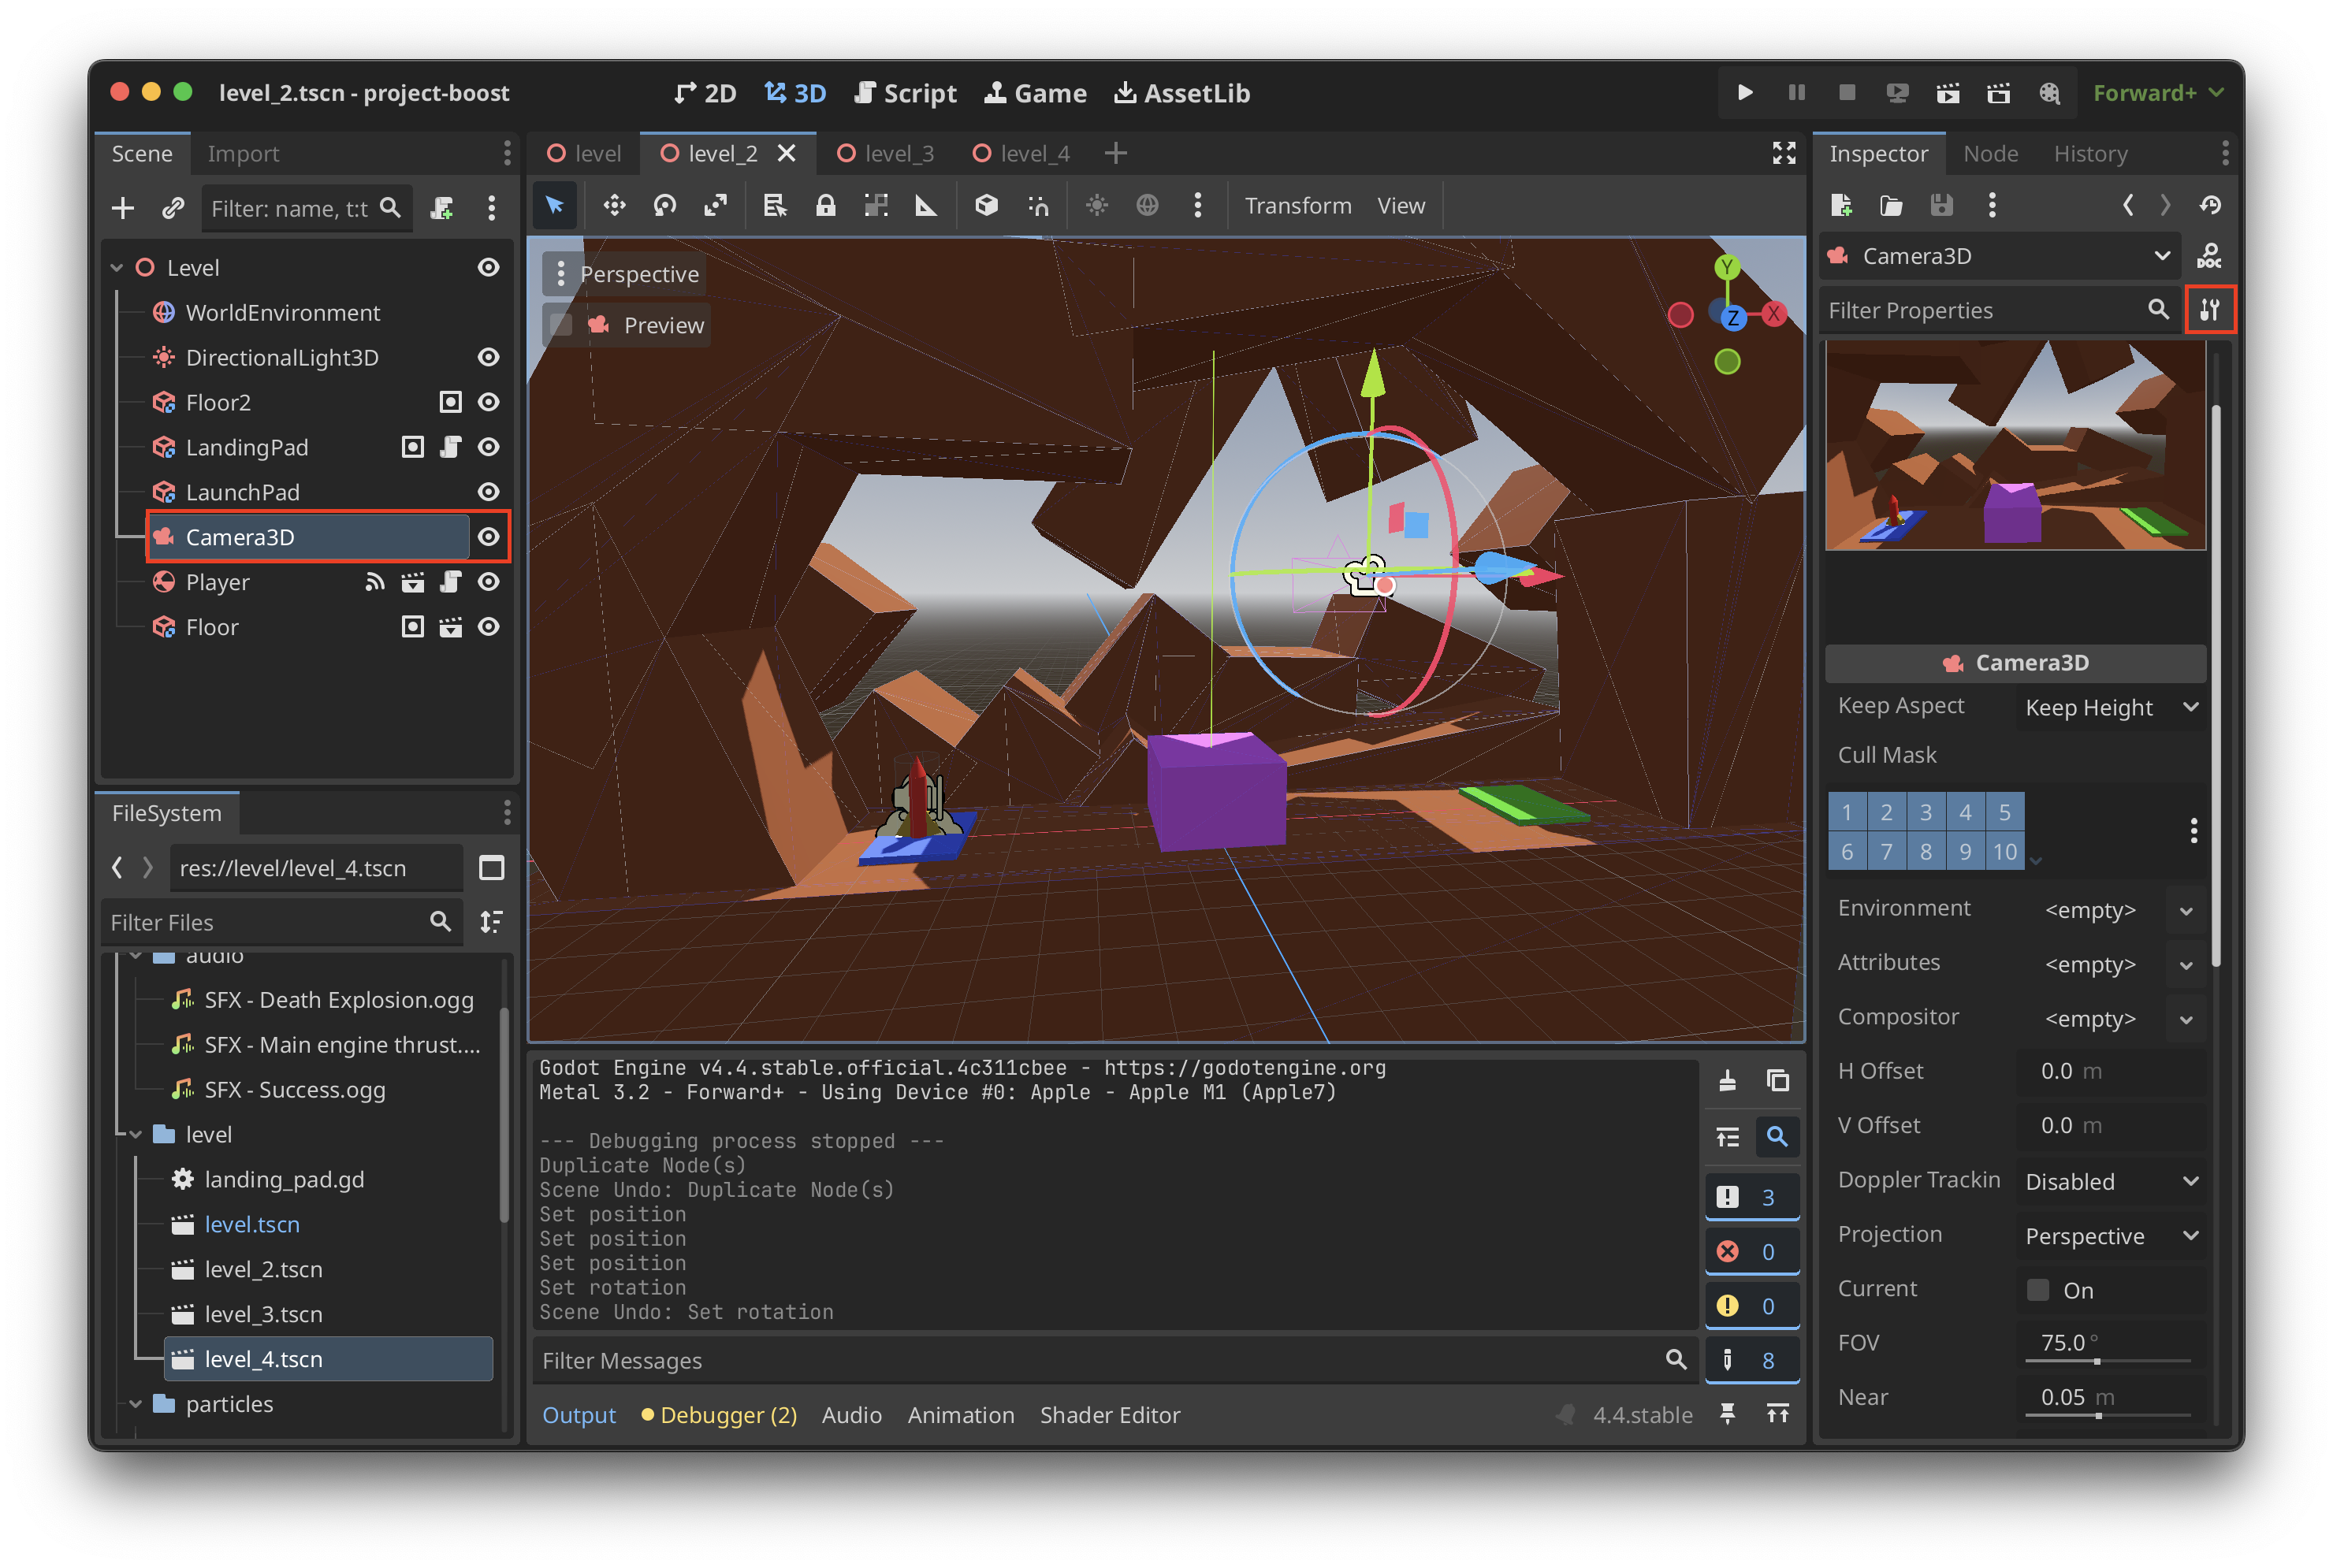 level_2.tscn - project-boost
2D 3D Script Game AssetLib
Forward+
Scene Import
Filter: name, t:t
Level
WorldEnvironment
DirectionalLight3D
Floor2
LandingPad
LaunchPad
Camera3D
Player
Floor
FileSystem
res://level/level_4.tscn
Filter Files
audio
SFX - Death Explosion.ogg
SFX - Main engine thrust....
SFX - Success.ogg
level
landing_pad.gd
level.tscn
level_2.tscn
level_3.tscn
level_4.tscn
particles
level level_2 level_3 level_4
Transform View
Perspective
Preview
Y
Z X
Godot Engine v4.4.stable.official.4c311cbee - https://godotengine.org
Metal 3.2 - Forward+ - Using Device #0: Apple - Apple M1 (Apple7)
--- Debugging process stopped ---
Duplicate Node(s)
Scene Undo: Duplicate Node(s)
Set position
Set position
Set position
Set rotation
Scene Undo: Set rotation
3
0
0
8
Filter Messages
Output Debugger (2) Audio Animation Shader Editor
4.4.stable
Inspector Node History
Camera3D
DOC
Filter Properties
Camera3D
Keep Aspect Keep Height
Cull Mask
1 2 3 4 5
6 7 8 9 10
Environment <empty>
Attributes <empty>
Compositor <empty>
H Offset 0.0 m
V Offset 0.0 m
Doppler Trackin Disabled
Projection Perspective
Current On
FOV 75.0 °
Near 0.05 m